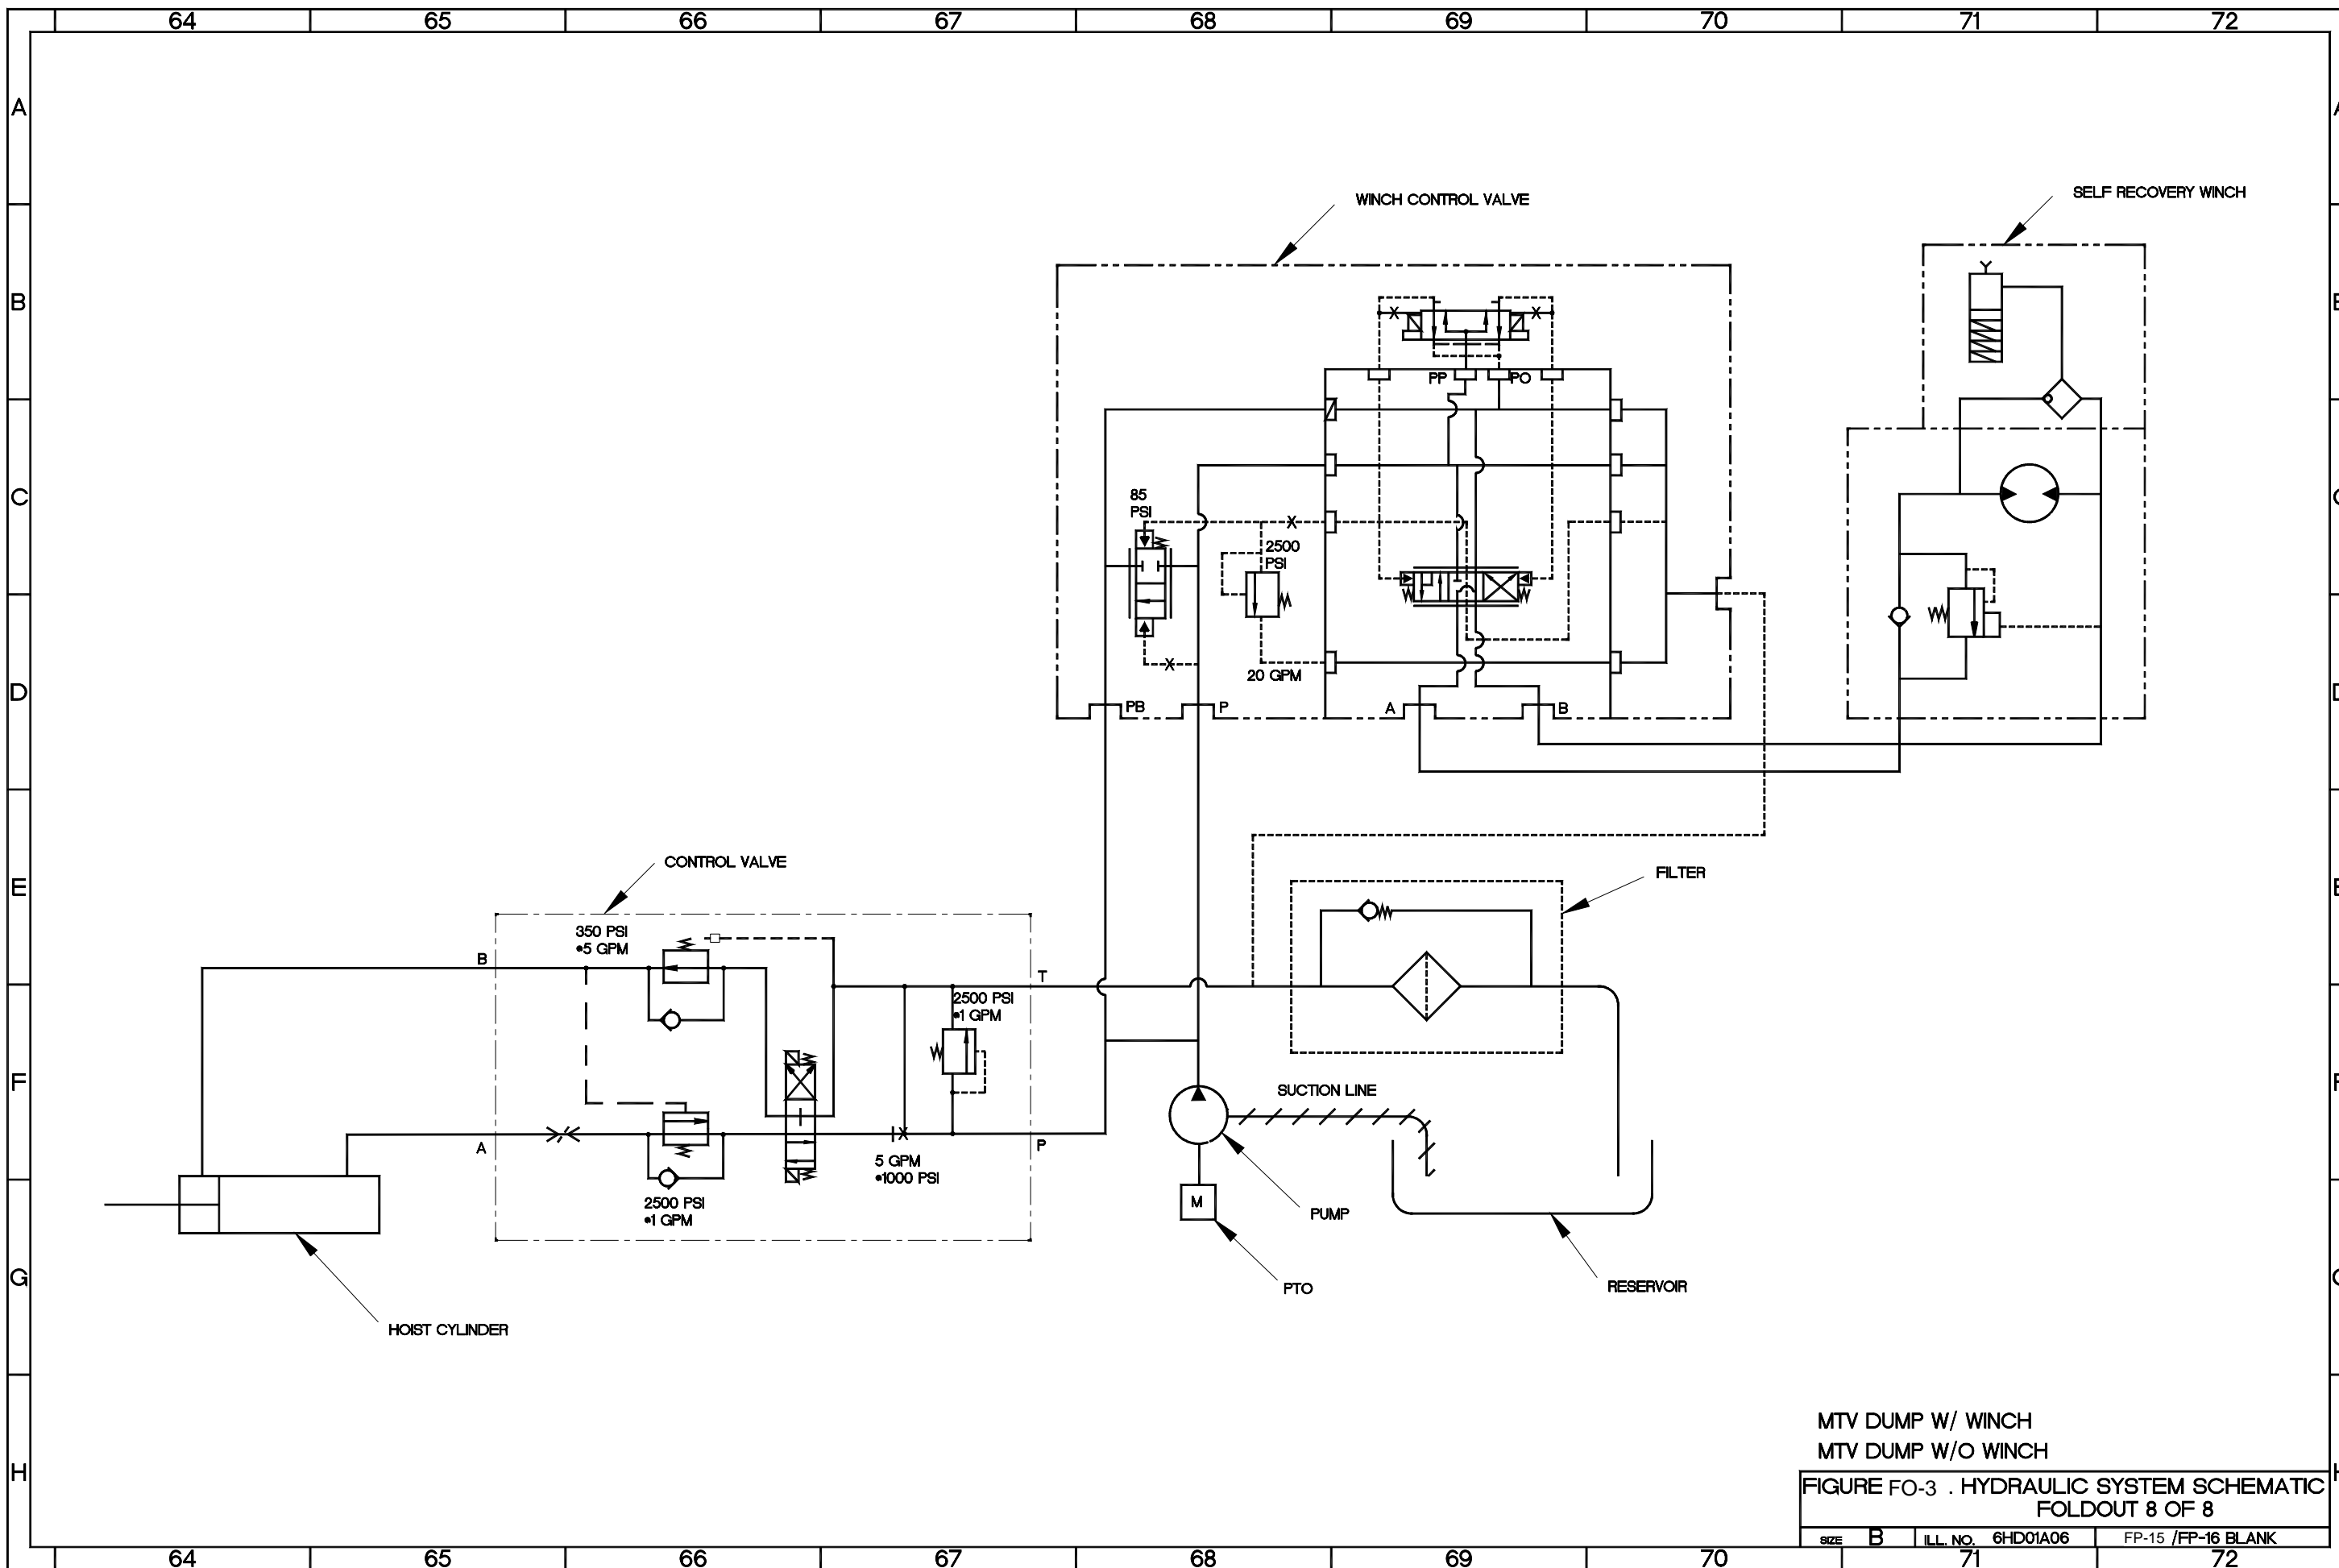 64 65 66 67 68 69 70 71 72
A
WINCH CONTROL VALVE
SELF RECOVERY WINCH
B
PP PO
C
85
PSI
2500
PSI
D
20 GPM
PB P A B
CONTROL VALVE
E
FILTER
350 PSI
•5 GPM
B
T
2500 PSI
•1 GPM
F
SUCTION LINE
A
P
5 GPM
•1000 PSI
2500 PSI
•1 GPM
M
PUMP
G
PTO
RESERVOIR
HOIST CYLINDER
MTV DUMP W/ WINCH
MTV DUMP W/O WINCH
H
FIGURE FO-3 . HYDRAULIC SYSTEM SCHEMATIC
FOLDOUT 8 OF 8
SIZE B ILL. NO. 6HD01A06 FP-15 /FP-16 BLANK
64 65 66 67 68 69 70 71 72